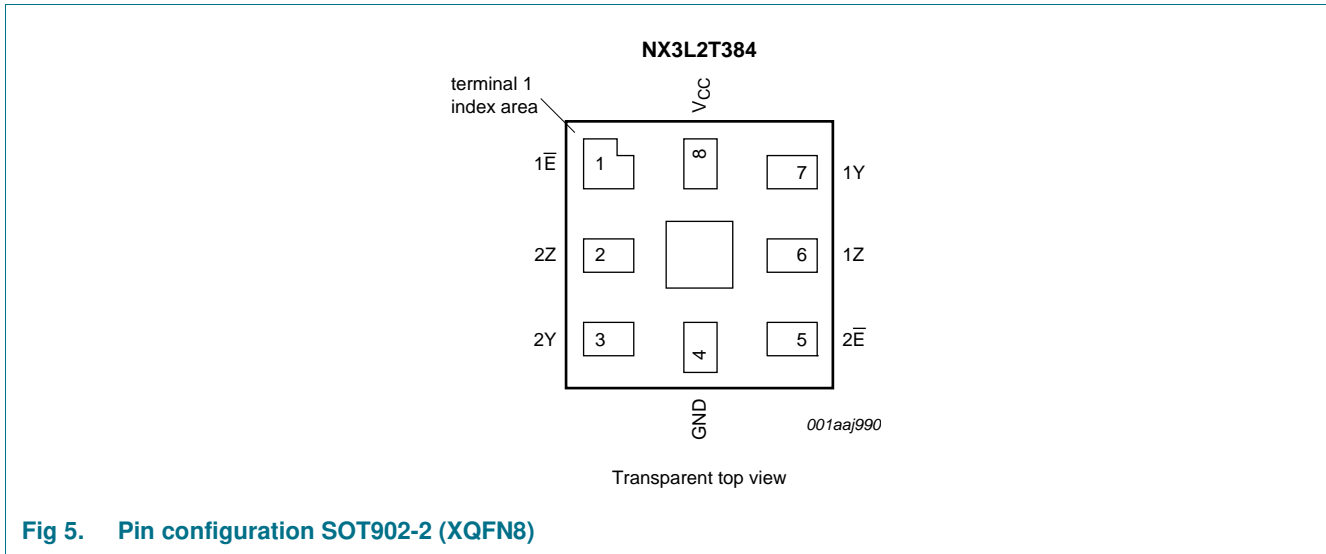 NX3L2T384
terminal 1
index area
VCC
1E̅ 1 8 7 1Y
2Z 2 6 1Z
2Y 3 4 5 2E̅
GND
001aaj990
Transparent top view
Fig 5. Pin configuration SOT902-2 (XQFN8)